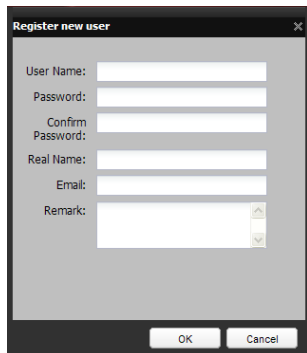 Register new user
User Name:
Password:
Confirm
Password:
Real Name:
Email:
Remark:
OK Cancel